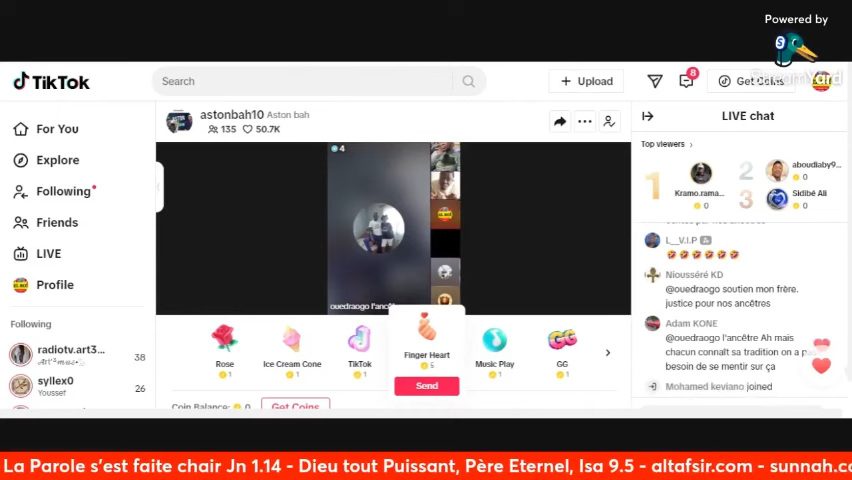 Powered by
StreamYard
TikTok
Search
Upload
8
Get Coins
For You
Explore
Following
Friends
LIVE
Profile
Following
radiotv.art3...
38
syllex0
Youssef
26
astonbah10 Aston bah
135 50.7K
4
ouedraogo l'ancêt
Rose
1
Ice Cream Cone
1
TikTok
1
Finger Heart
5
Send
Music Play
1
GG
1
Coin Balance: 0 Get Coins
LIVE chat
Top viewers
1
Kramo.rama...
0
2
aboudiaby9...
0
3
Sidibé Ali
0
L__V.I.P
Niousséré KD
@ouedraogo soutien mon frère.
justice pour nos ancêtres
Adam KONE
@ouedraogo l'ancêtre Ah mais
chacun connaît sa tradition on a pas
besoin de se mentir sur ça
Mohamed keviano joined
La Parole s'est faite chair Jn 1.14 - Dieu tout Puissant, Père Eternel, Isa 9.5 - altafsir.com - sunnah.co